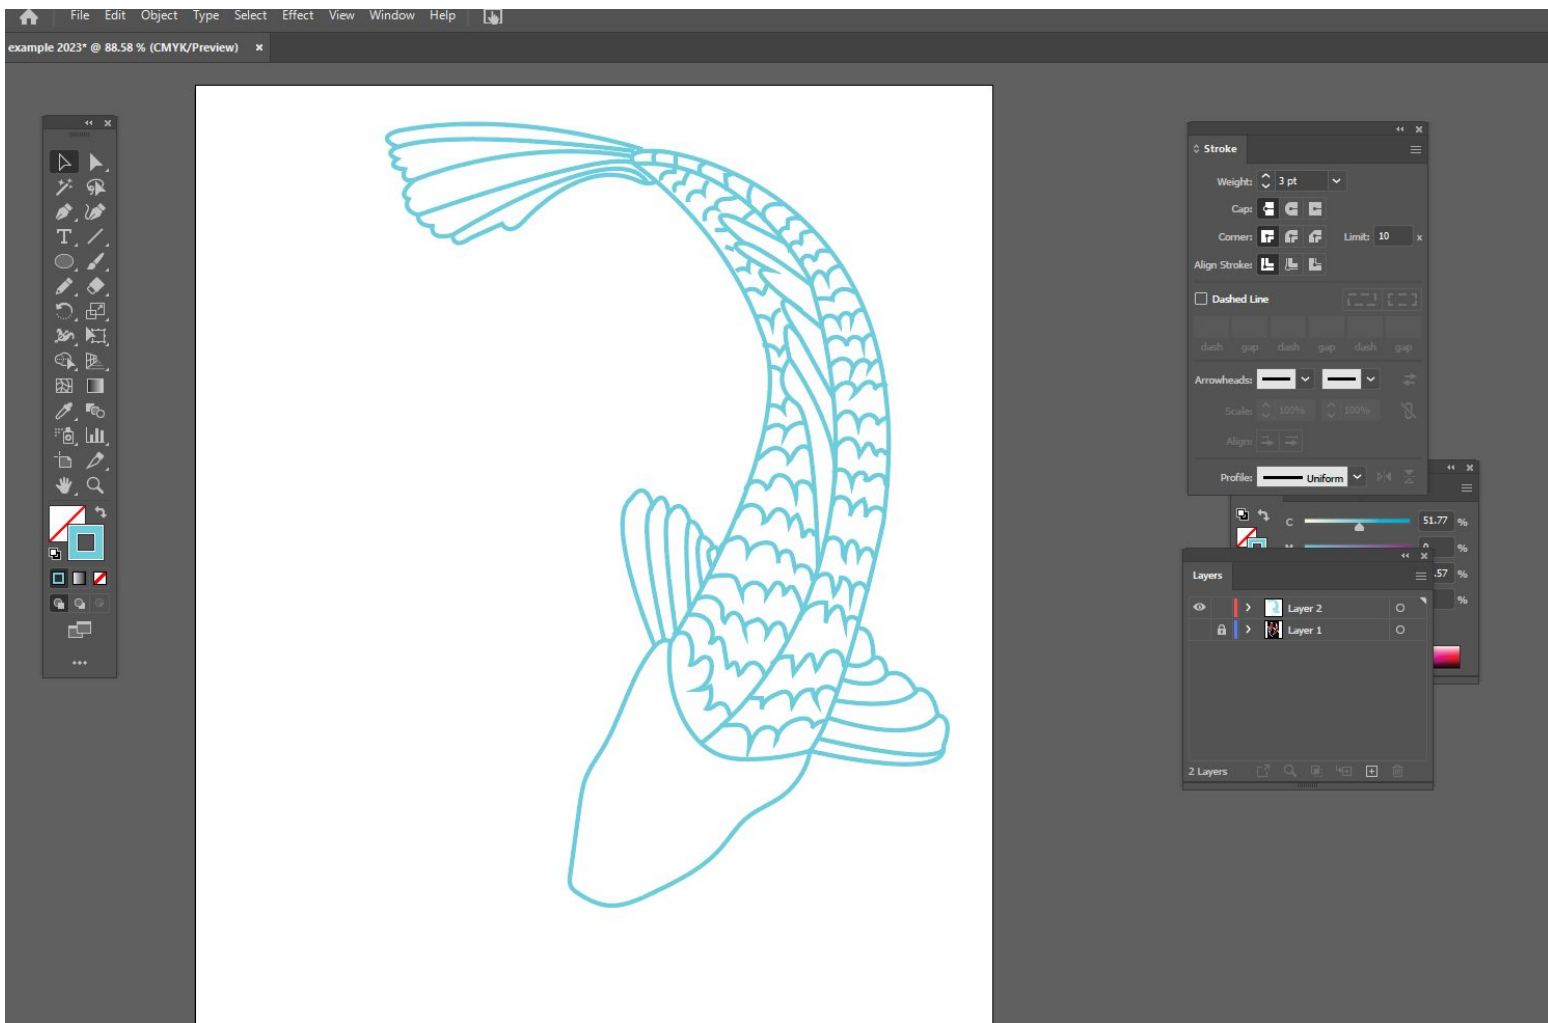 File Edit Object Type Select Effect View Window Help
example 2023* @ 88.58 % (CMYK/Preview) ×
Stroke
Weight: 3 pt
Cap:
Corner: Limit: 10 x
Align Stroke:
Dashed Line
dash gap dash gap dash gap
Arrowheads:
Scale: 100% 100%
Align:
Profile: Uniform
C 51.77 %
%
.57 %
%
Layers
Layer 2
Layer 1
2 Layers